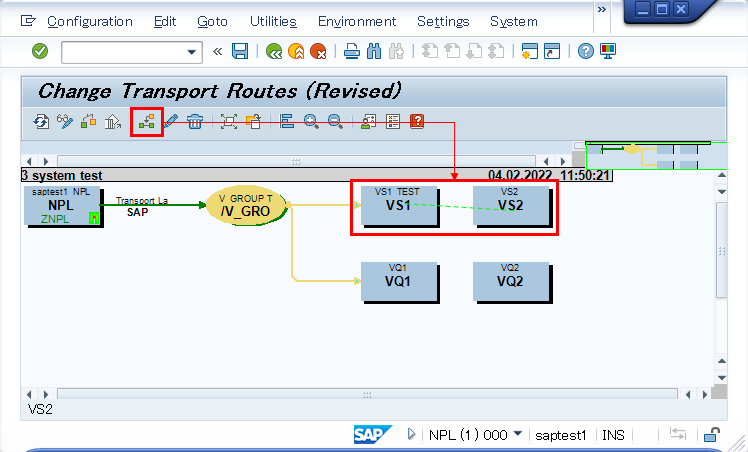 Configuration Edit Goto Utilities Environment Settings System »
«
Change Transport Routes (Revised)
3 system test 04.02.2022 11:50:21
saptest1 NPL
NPL
ZNPL
Transport La
SAP
V GROUP T
/V_GRO
VS1 TEST
VS1
VS2
VS2
VQ1
VQ1
VQ2
VQ2
VS2
SAP NPL (1) 000 saptest1 INS